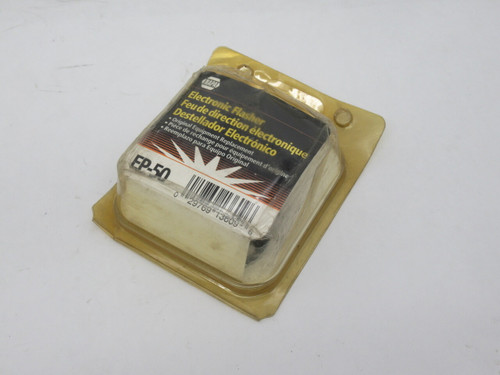 NAPA
Electronic Flasher
Feu de direction électronique
Destellador Electrónico
• Original Equipment Replacement
• Pièce de rechange pour équipement d'origine
• Reemplazo para Equipo Original
EP-50